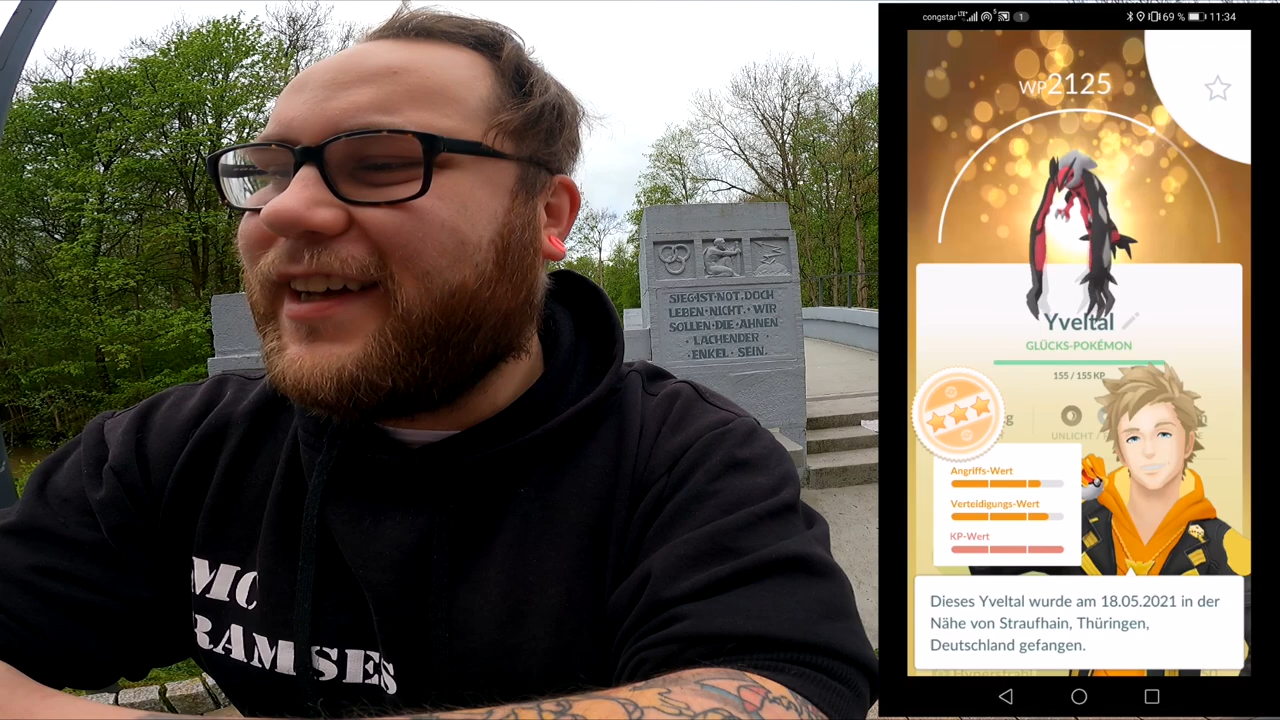 SIEG·IST·NOT·DOCH
LEBEN·NICHT.·WIR
SOLLEN·DIE·AHNEN
·LACHENDER·
·ENKEL·SEIN.
MC
RAMSES
congstar
1
69 % 11:34
WP2125
Yveltal
GLÜCKS-POKÉMON
155 / 155 KP
UNLICHT /
Angriffs-Wert
Verteidigungs-Wert
KP-Wert
Dieses Yveltal wurde am 18.05.2021 in der
Nähe von Straufhain, Thüringen,
Deutschland gefangen.